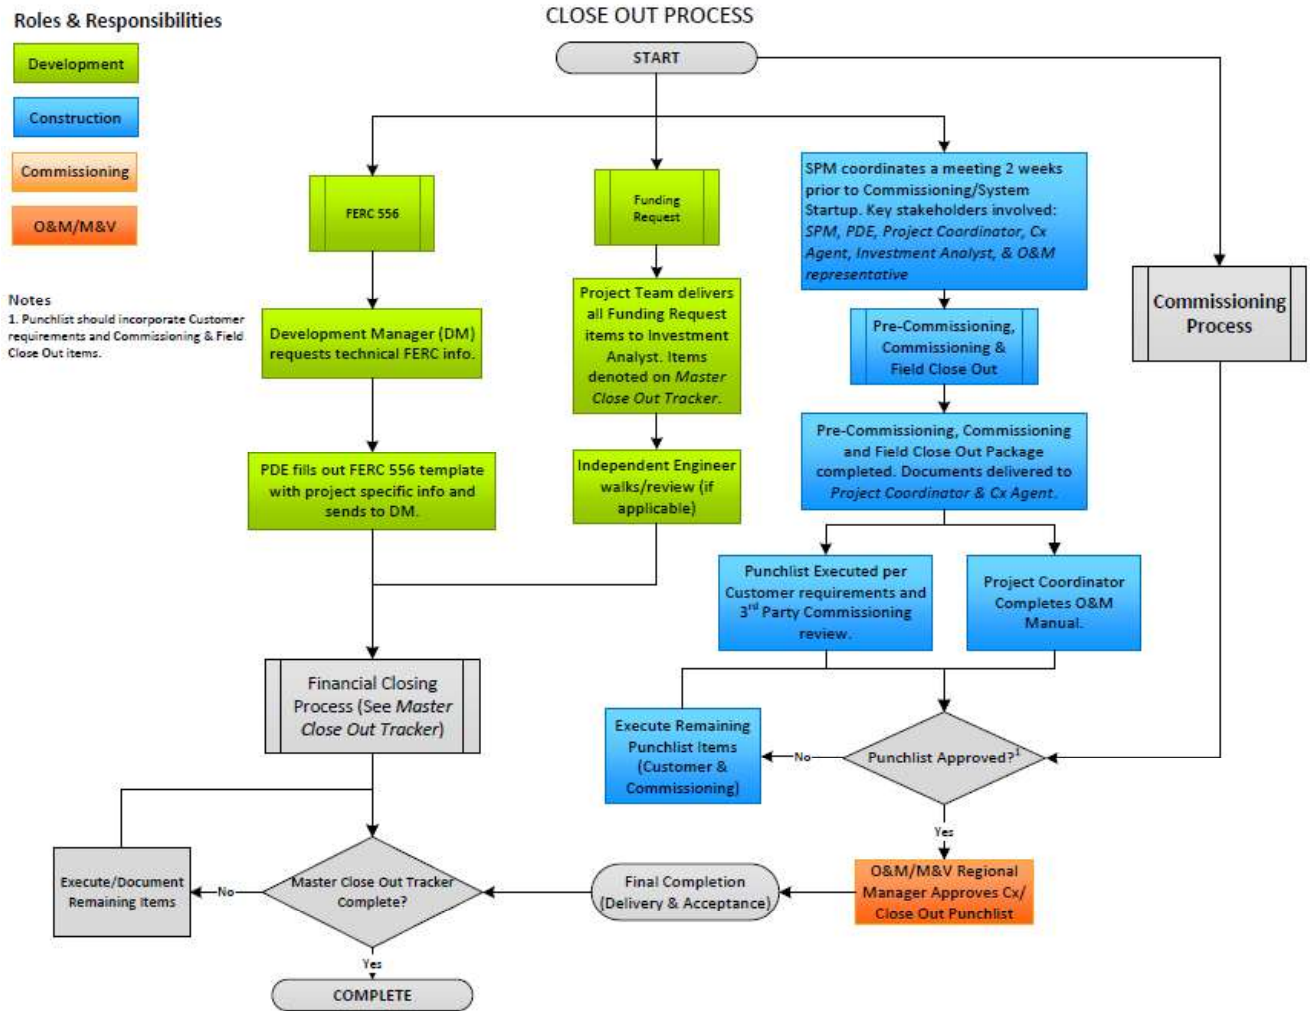 CLOSE OUT PROCESS
Roles & Responsibilities
Development
Construction
Commissioning
O&M/M&V
Notes
1. Punchlist should incorporate Customer
requirements and Commissioning & Field
Close Out items.
START
FERC 556
Funding
Request
SPM coordinates a meeting 2 weeks
prior to Commissioning/System
Startup. Key stakeholders involved:
SPM, PDE, Project Coordinator, Cx
Agent, Investment Analyst, & O&M
representative
Commissioning
Process
Development Manager (DM)
requests technical FERC info.
Project Team delivers
all Funding Request
items to Investment
Analyst. Items
denoted on Master
Close Out Tracker.
Pre-Commissioning,
Commissioning &
Field Close Out
PDE fills out FERC 556 template
with project specific info and
sends to DM.
Independent Engineer
walks/review (if
applicable)
Pre-Commissioning, Commissioning
and Field Close Out Package
completed. Documents delivered to
Project Coordinator & Cx Agent.
Punchlist Executed per
Customer requirements and
3rd Party Commissioning
review.
Project Coordinator
Completes O&M
Manual.
Financial Closing
Process (See Master
Close Out Tracker)
Execute Remaining
Punchlist Items
(Customer &
Commissioning)
No
Punchlist Approved?1
Yes
Execute/Document
Remaining Items
No
Master Close Out Tracker
Complete?
Final Completion
(Delivery & Acceptance)
O&M/M&V Regional
Manager Approves Cx/
Close Out Punchlist
Yes
COMPLETE